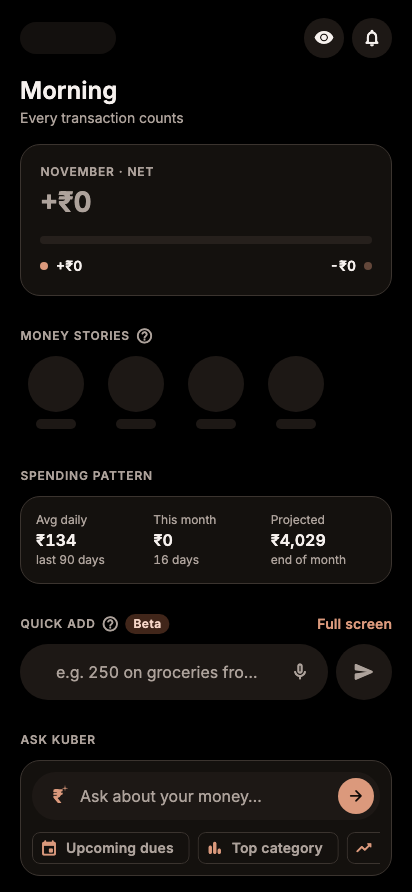 Morning
Every transaction counts
NOVEMBER · NET
+₹0
+₹0 -₹0
MONEY STORIES
SPENDING PATTERN
Avg daily This month Projected
₹134 ₹0 ₹4,029
last 90 days 16 days end of month
QUICK ADD Beta Full screen
e.g. 250 on groceries fro...
ASK KUBER
₹ Ask about your money...
Upcoming dues Top category